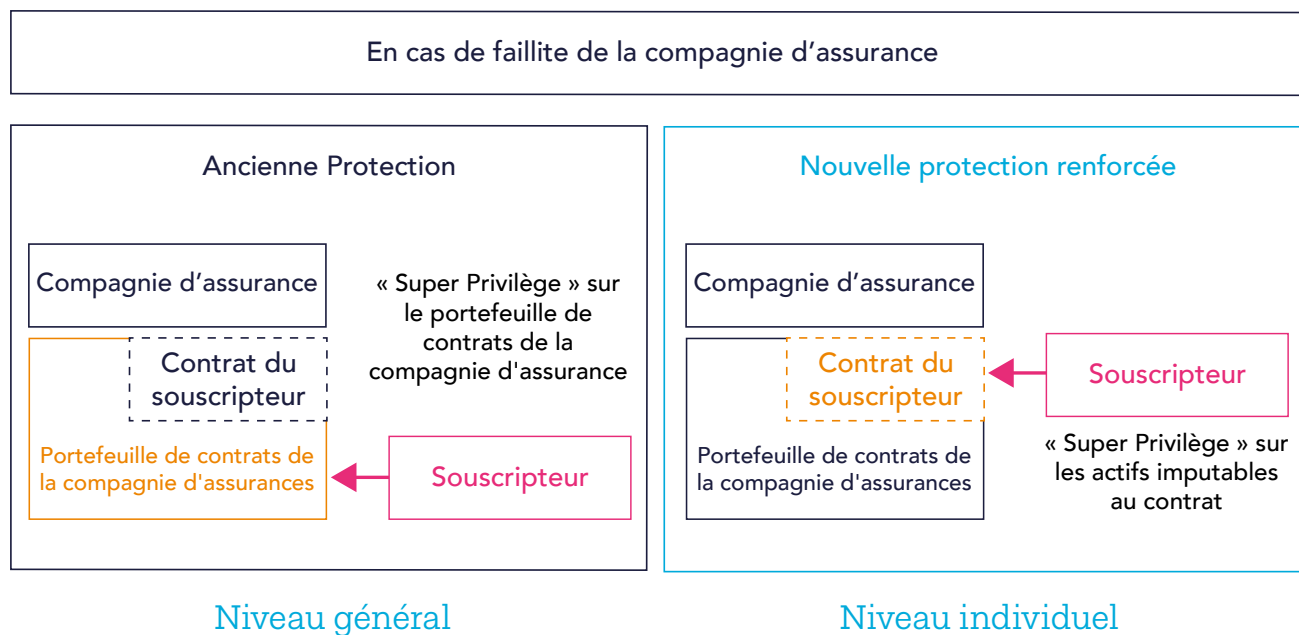 En cas de faillite de la compagnie d’assurance
Ancienne Protection
Compagnie d’assurance
« Super Privilège » sur
le portefeuille de
contrats de la
compagnie d'assurance
Contrat du
souscripteur
Portefeuille de contrats de
la compagnie d'assurances
Souscripteur
Niveau général
Nouvelle protection renforcée
Compagnie d’assurance
Contrat du
souscripteur
Souscripteur
Portefeuille de contrats de
la compagnie d'assurances
« Super Privilège » sur
les actifs imputables
au contrat
Niveau individuel